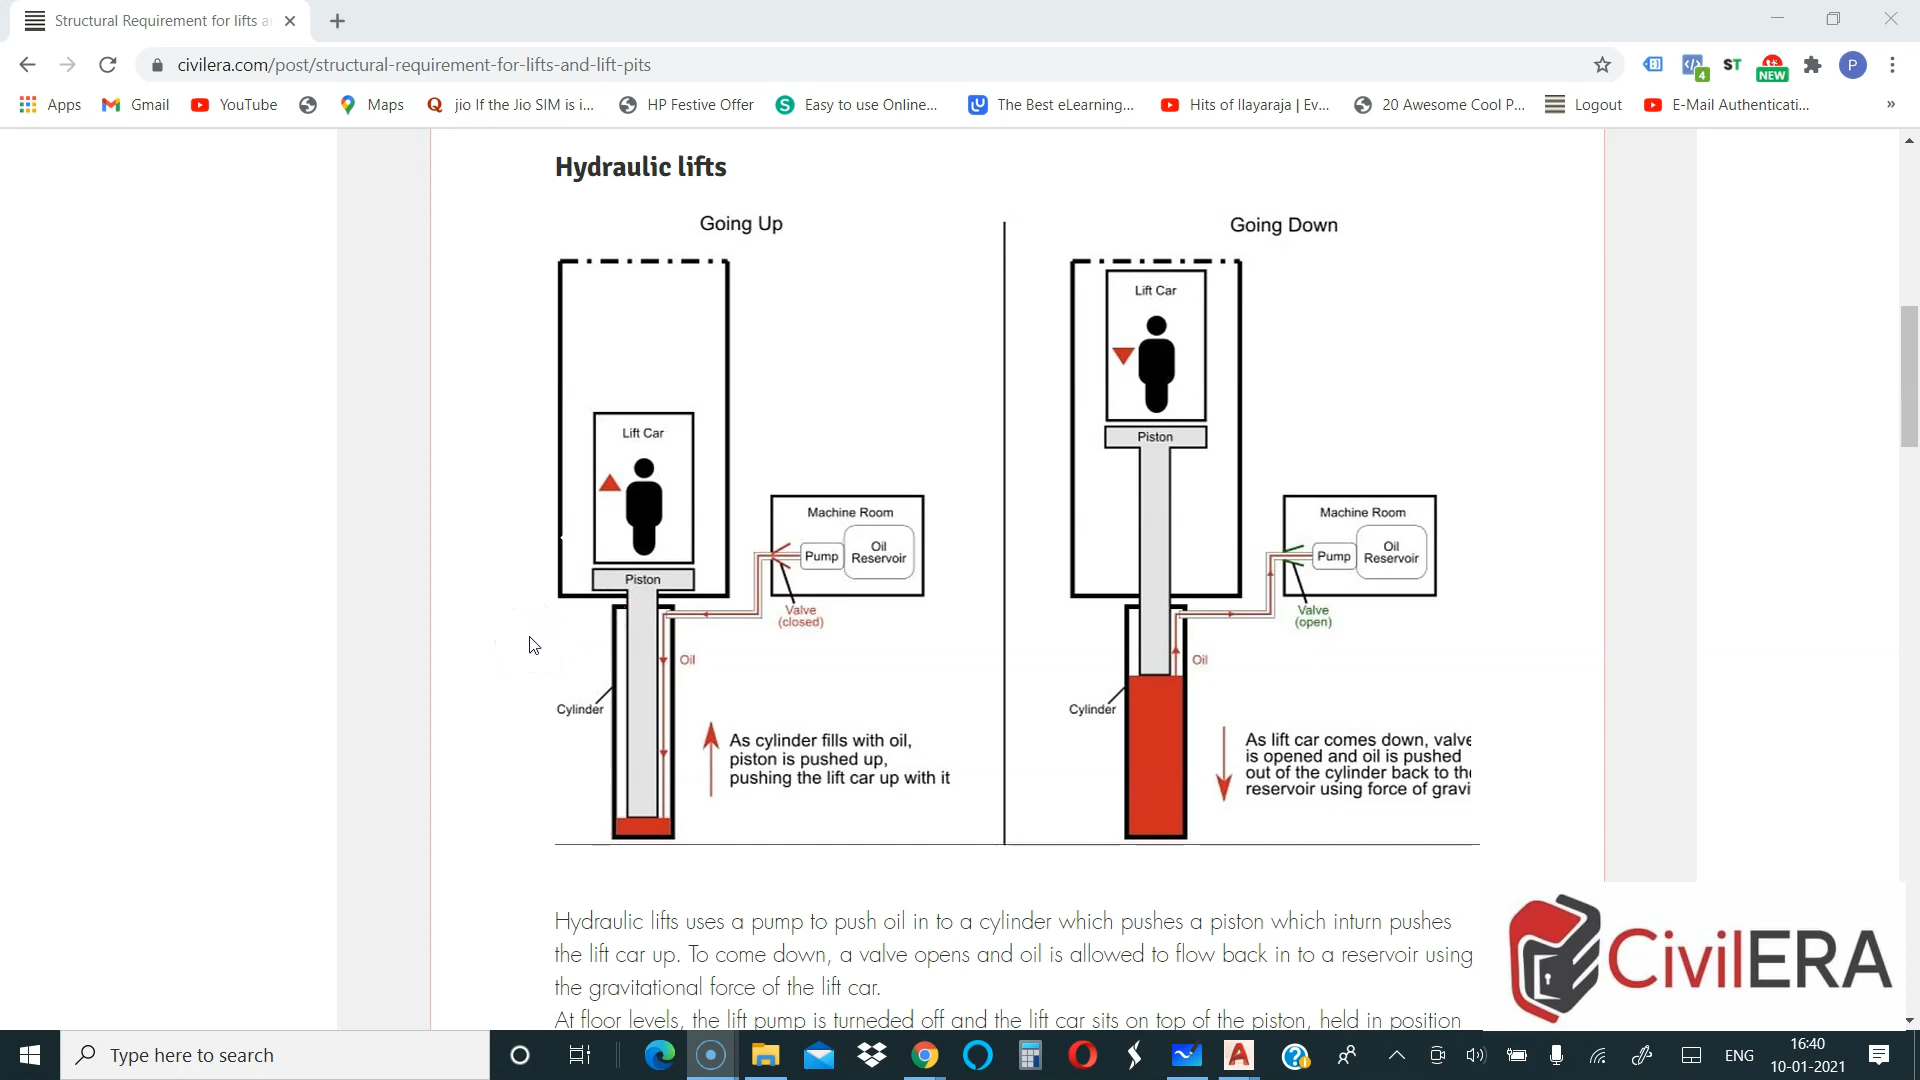 Structural Requirement for lifts a
civilera.com/post/structural-requirement-for-lifts-and-lift-pits
4
ST
NEW
P
Apps
Gmail
YouTube
Maps
jio If the Jio SIM is i...
HP Festive Offer
Easy to use Online...
The Best eLearning...
Hits of Ilayaraja | Ev...
20 Awesome Cool P...
Logout
E-Mail Authenticati...
»
Hydraulic lifts
Going Up
Going Down
Lift Car
Piston
Machine Room
Pump
Oil
Reservoir
Valve
(closed)
Oil
Cylinder
As cylinder fills with oil,
piston is pushed up,
pushing the lift car up with it
Lift Car
Piston
Machine Room
Pump
Oil
Reservoir
Valve
(open)
Oil
Cylinder
As lift car comes down, valve
is opened and oil is pushed
out of the cylinder back to the
reservoir using force of gravi
Hydraulic lifts uses a pump to push oil in to a cylinder which pushes a piston which inturn pushes
the lift car up. To come down, a valve opens and oil is allowed to flow back in to a reservoir using
the gravitational force of the lift car.
At floor levels, the lift pump is turneded off and the lift car sits on top of the piston, held in position
CivilERA
Type here to search
ENG
16:40
10-01-2021